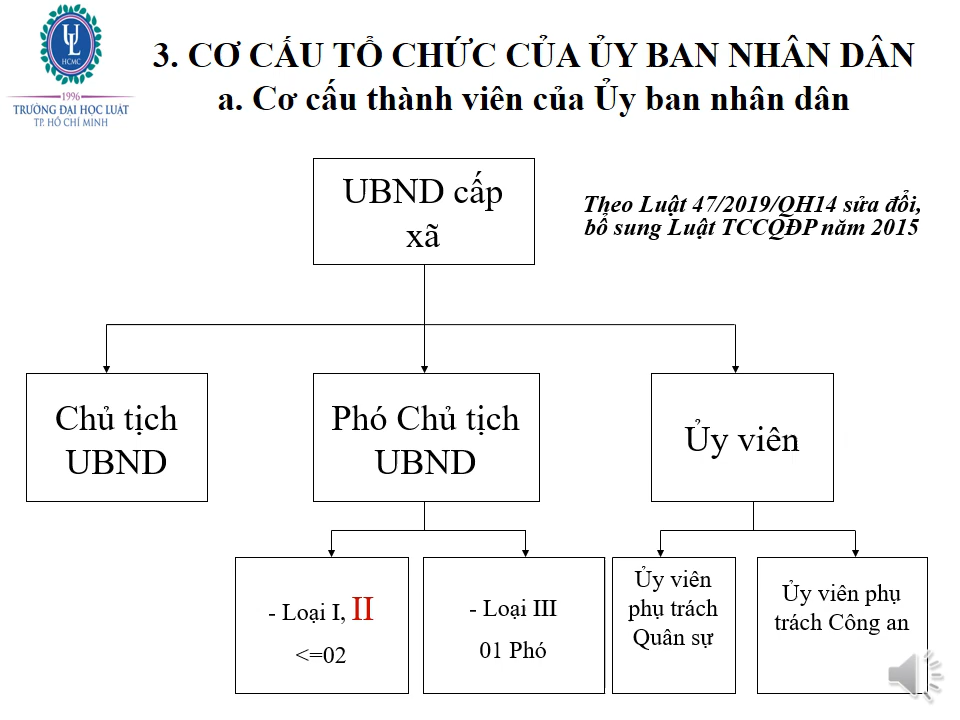 UL
HCMC
1996
TRƯỜNG ĐẠI HỌC LUẬT
TP. HỒ CHÍ MINH
3. CƠ CẤU TỔ CHỨC CỦA ỦY BAN NHÂN DÂN
a. Cơ cấu thành viên của Ủy ban nhân dân
UBND cấp
xã
Theo Luật 47/2019/QH14 sửa đổi,
bổ sung Luật TCCQĐP năm 2015
Chủ tịch
UBND
Phó Chủ tịch
UBND
Ủy viên
- Loại I, II
<=02
- Loại III
01 Phó
Ủy viên
phụ trách
Quân sự
Ủy viên phụ
trách Công an